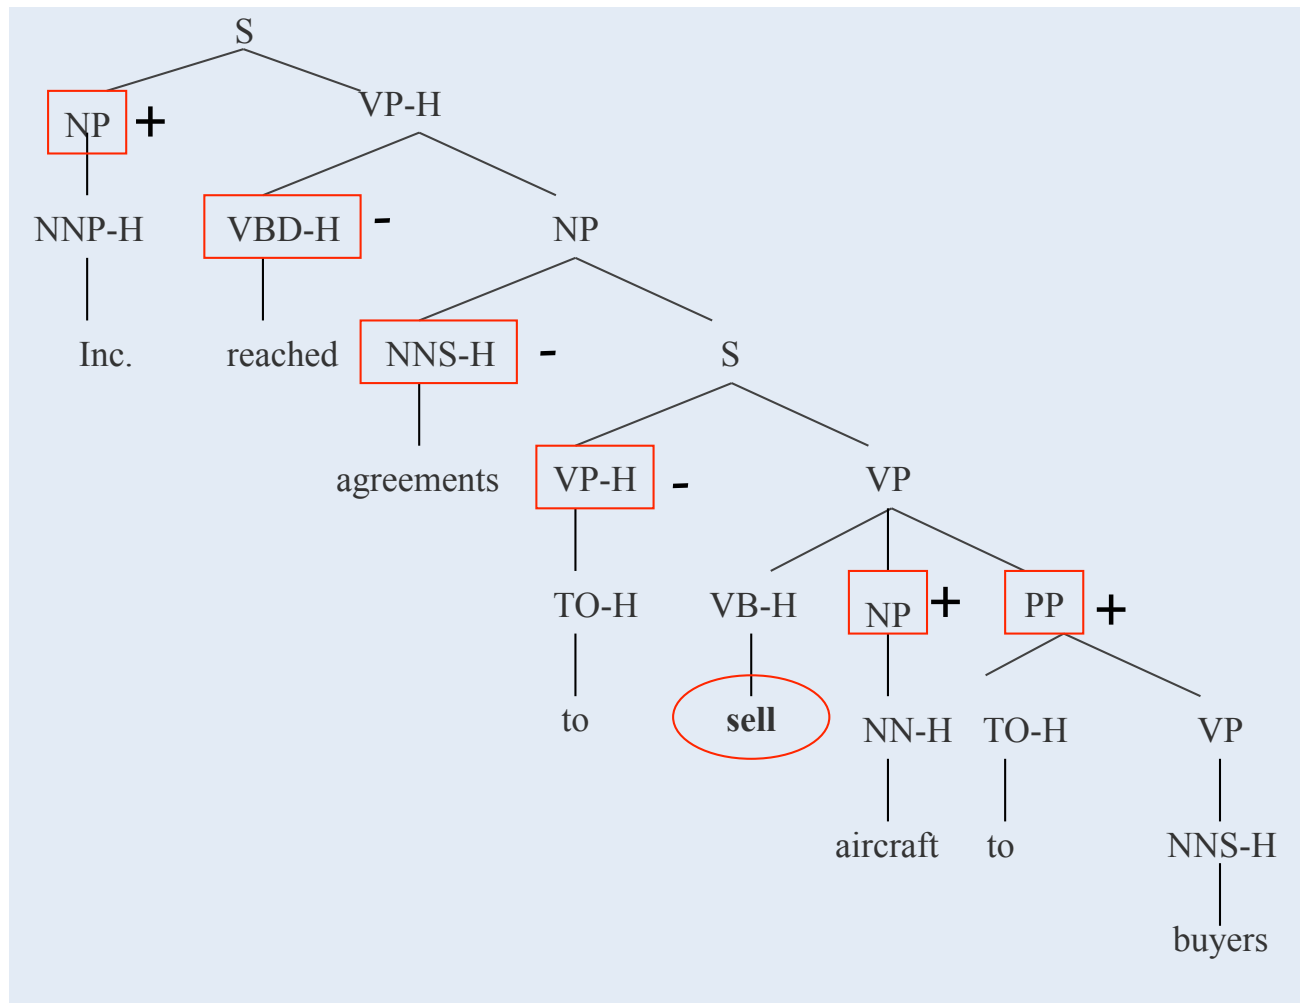 S
NP + VP-H
NNP-H VBD-H - NP
Inc. reached NNS-H - S
agreements VP-H - VP
TO-H VB-H NP + PP +
to sell NN-H TO-H VP
aircraft to NNS-H
buyers